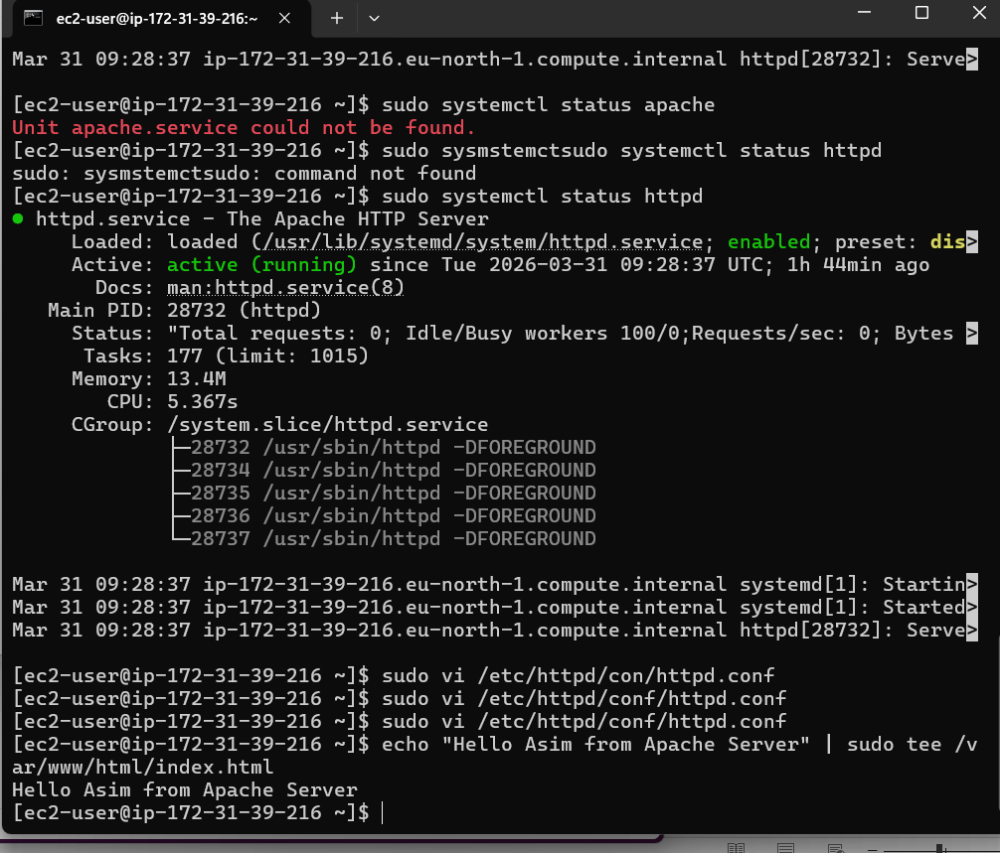 ec2-user@ip-172-31-39-216:~
Mar 31 09:28:37 ip-172-31-39-216.eu-north-1.compute.internal httpd[28732]: Serve>
[ec2-user@ip-172-31-39-216 ~]$ sudo systemctl status apache
Unit apache.service could not be found.
[ec2-user@ip-172-31-39-216 ~]$ sudo sysmstemctsudo systemctl status httpd
sudo: sysmstemctsudo: command not found
[ec2-user@ip-172-31-39-216 ~]$ sudo systemctl status httpd
● httpd.service - The Apache HTTP Server
Loaded: loaded (/usr/lib/systemd/system/httpd.service; enabled; preset: dis>
Active: active (running) since Tue 2026-03-31 09:28:37 UTC; 1h 44min ago
Docs: man:httpd.service(8)
Main PID: 28732 (httpd)
Status: "Total requests: 0; Idle/Busy workers 100/0;Requests/sec: 0; Bytes >
Tasks: 177 (limit: 1015)
Memory: 13.4M
CPU: 5.367s
CGroup: /system.slice/httpd.service
├─28732 /usr/sbin/httpd -DFOREGROUND
├─28734 /usr/sbin/httpd -DFOREGROUND
├─28735 /usr/sbin/httpd -DFOREGROUND
├─28736 /usr/sbin/httpd -DFOREGROUND
└─28737 /usr/sbin/httpd -DFOREGROUND
Mar 31 09:28:37 ip-172-31-39-216.eu-north-1.compute.internal systemd[1]: Startin>
Mar 31 09:28:37 ip-172-31-39-216.eu-north-1.compute.internal systemd[1]: Started>
Mar 31 09:28:37 ip-172-31-39-216.eu-north-1.compute.internal httpd[28732]: Serve>
[ec2-user@ip-172-31-39-216 ~]$ sudo vi /etc/httpd/con/httpd.conf
[ec2-user@ip-172-31-39-216 ~]$ sudo vi /etc/httpd/conf/httpd.conf
[ec2-user@ip-172-31-39-216 ~]$ sudo vi /etc/httpd/conf/httpd.conf
[ec2-user@ip-172-31-39-216 ~]$ echo "Hello Asim from Apache Server" | sudo tee /v
ar/www/html/index.html
Hello Asim from Apache Server
[ec2-user@ip-172-31-39-216 ~]$